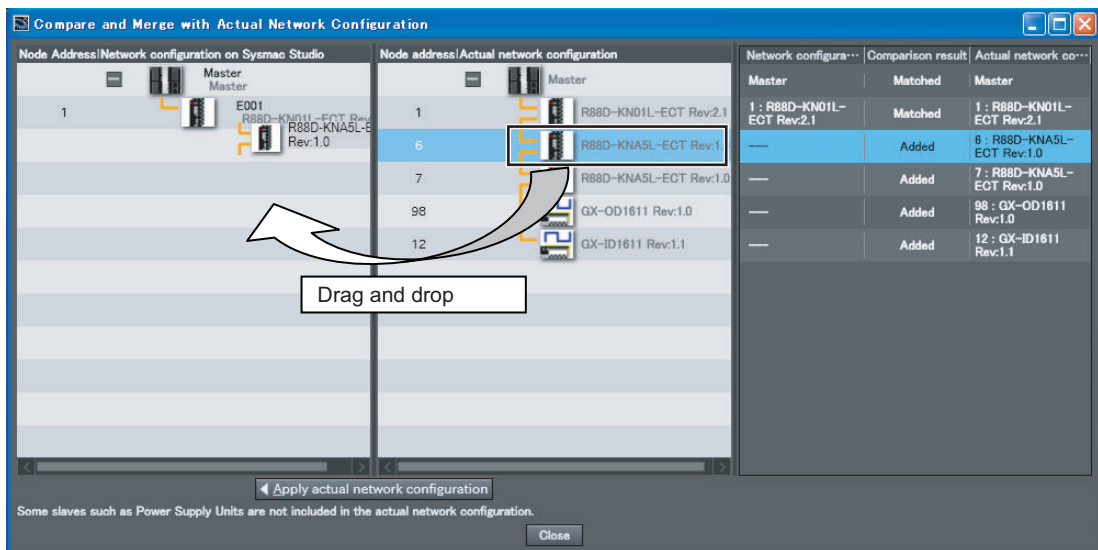 Compare and Merge with Actual Network Configuration
Node Address|Network configuration on Sysmac Studio
Master
Master
1
E001
R88D-KN01L-ECT Rev
R88D-KNA5L-E
Rev:1.0
Node address|Actual network configuration
Master
1 R88D-KN01L-ECT Rev:2.1
6 R88D-KNA5L-ECT Rev:1.
7 R88D-KNA5L-ECT Rev:1.0
98 GX-OD1611 Rev:1.0
12 GX-ID1611 Rev:1.1
Drag and drop
Network configura··· Comparison result Actual network co···
Master Matched Master
1 : R88D-KN01L-
ECT Rev:2.1
Matched
1 : R88D-KN01L-
ECT Rev:2.1
--- Added
6 : R88D-KNA5L-
ECT Rev:1.0
--- Added
7 : R88D-KNA5L-
ECT Rev:1.0
--- Added
98 : GX-OD1611
Rev:1.0
--- Added
12 : GX-ID1611
Rev:1.1
Apply actual network configuration
Some slaves such as Power Supply Units are not included in the actual network configuration.
Close